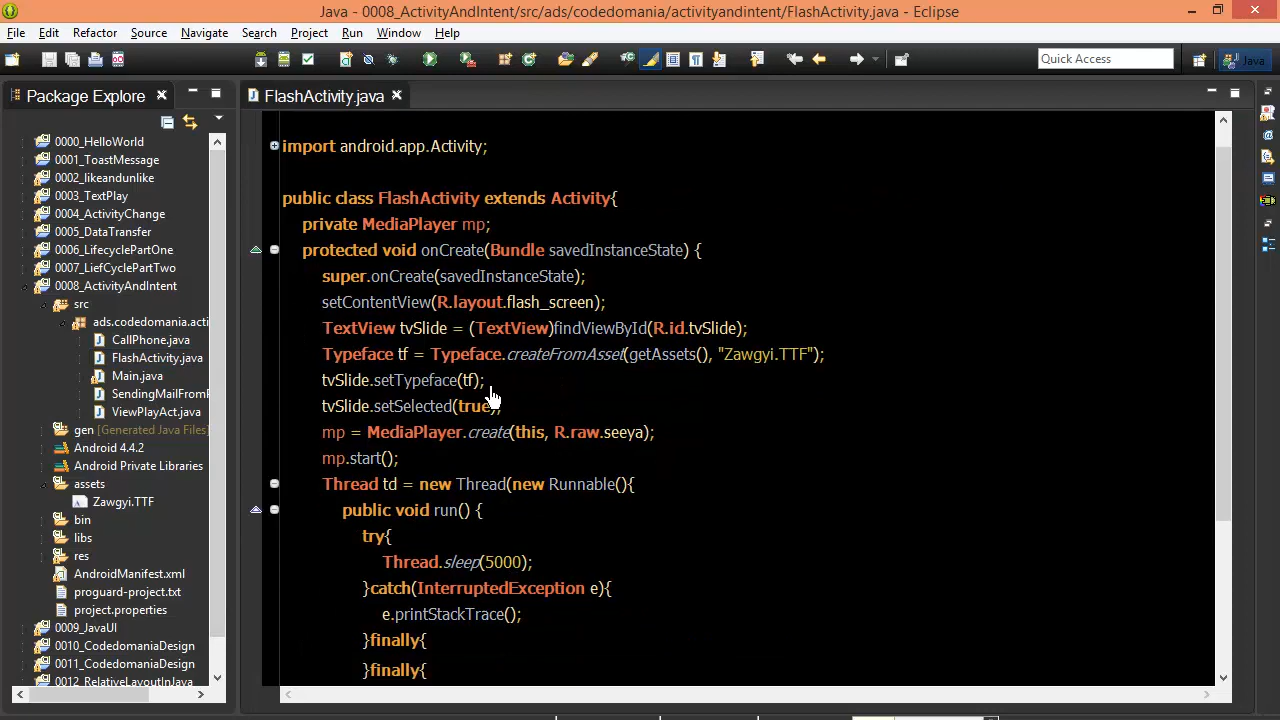 Java - 0008_ActivityAndIntent/src/ads/codedomania/activityandintent/FlashActivity.java - Eclipse
File Edit Refactor Source Navigate Search Project Run Window Help
Quick Access
Java
Package Explore
FlashActivity.java
0000_HelloWorld
0001_ToastMessage
0002_likeandunlike
0003_TextPlay
0004_ActivityChange
0005_DataTransfer
0006_LifecyclePartOne
0007_LiefCyclePartTwo
0008_ActivityAndIntent
src
ads.codedomania.acti
CallPhone.java
FlashActivity.java
Main.java
SendingMailFromP
ViewPlayAct.java
gen [Generated Java Files]
Android 4.4.2
Android Private Libraries
assets
Zawgyi.TTF
bin
libs
res
AndroidManifest.xml
proguard-project.txt
project.properties
0009_JavaUI
0010_CodedomaniaDesign
0011_CodedomaniaDesign
0012_RelativeLayoutInJava
import android.app.Activity;
public class FlashActivity extends Activity{
private MediaPlayer mp;
protected void onCreate(Bundle savedInstanceState) {
super.onCreate(savedInstanceState);
setContentView(R.layout.flash_screen);
TextView tvSlide = (TextView)findViewById(R.id.tvSlide);
Typeface tf = Typeface.createFromAsset(getAssets(), "Zawgyi.TTF");
tvSlide.setTypeface(tf);
tvSlide.setSelected(true);
mp = MediaPlayer.create(this, R.raw.seeya);
mp.start();
Thread td = new Thread(new Runnable(){
public void run() {
try{
Thread.sleep(5000);
}catch(InterruptedException e){
e.printStackTrace();
}finally{
}finally{